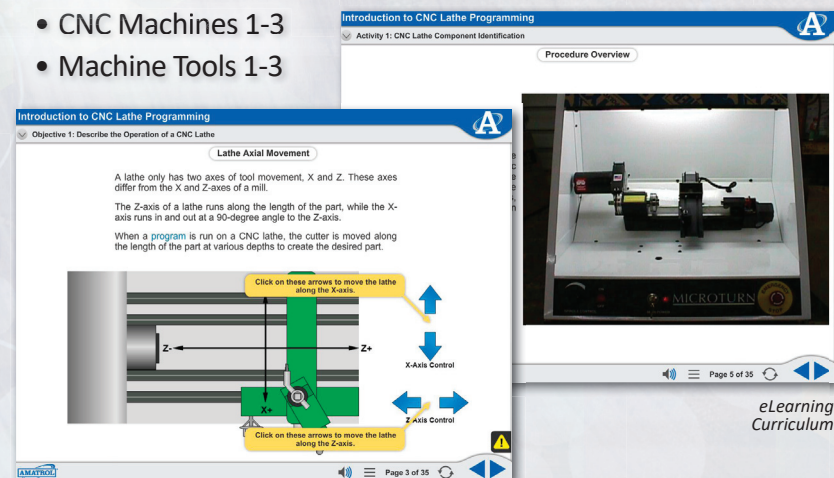 • CNC Machines 1-3
• Machine Tools 1-3
Introduction to CNC Lathe Programming
Activity 1: CNC Lathe Component Identification
Procedure Overview
MICROTURN
Page 5 of 35
eLearning
Curriculum
Introduction to CNC Lathe Programming
Objective 1: Describe the Operation of a CNC Lathe
Lathe Axial Movement
A lathe only has two axes of tool movement, X and Z. These axes
differ from the X and Z-axes of a mill.
The Z-axis of a lathe runs along the length of the part, while the X-
axis runs in and out at a 90-degree angle to the Z-axis.
When a program is run on a CNC lathe, the cutter is moved along
the length of the part at various depths to create the desired part.
Click on these arrows to move the lathe
along the X-axis.
Z-
Z+
X-Axis Control
X+
Z Axis Control
Click on these arrows to move the lathe
along the Z-axis.
AMATROL
Page 3 of 35